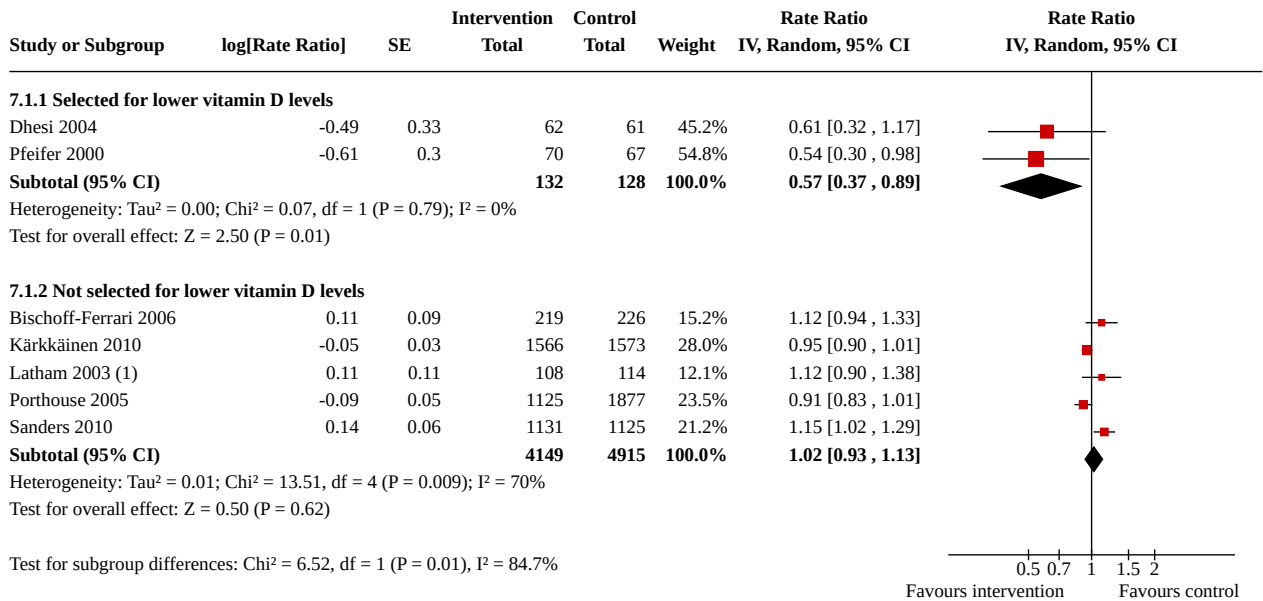 Intervention Control Rate Ratio Rate Ratio
Study or Subgroup log[Rate Ratio] SE Total Total Weight IV, Random, 95% CI IV, Random, 95% CI
7.1.1 Selected for lower vitamin D levels
Dhesi 2004 -0.49 0.33 62 61 45.2% 0.61 [0.32 , 1.17]
Pfeifer 2000 -0.61 0.3 70 67 54.8% 0.54 [0.30 , 0.98]
Subtotal (95% CI) 132 128 100.0% 0.57 [0.37 , 0.89]
Heterogeneity: Tau² = 0.00; Chi² = 0.07, df = 1 (P = 0.79); I² = 0%
Test for overall effect: Z = 2.50 (P = 0.01)
7.1.2 Not selected for lower vitamin D levels
Bischoff-Ferrari 2006 0.11 0.09 219 226 15.2% 1.12 [0.94 , 1.33]
Kärkkäinen 2010 -0.05 0.03 1566 1573 28.0% 0.95 [0.90 , 1.01]
Latham 2003 (1) 0.11 0.11 108 114 12.1% 1.12 [0.90 , 1.38]
Porthouse 2005 -0.09 0.05 1125 1877 23.5% 0.91 [0.83 , 1.01]
Sanders 2010 0.14 0.06 1131 1125 21.2% 1.15 [1.02 , 1.29]
Subtotal (95% CI) 4149 4915 100.0% 1.02 [0.93 , 1.13]
Heterogeneity: Tau² = 0.01; Chi² = 13.51, df = 4 (P = 0.009); I² = 70%
Test for overall effect: Z = 0.50 (P = 0.62)
Test for subgroup differences: Chi² = 6.52, df = 1 (P = 0.01), I² = 84.7%
0.5 0.7 1 1.5 2
Favours intervention Favours control